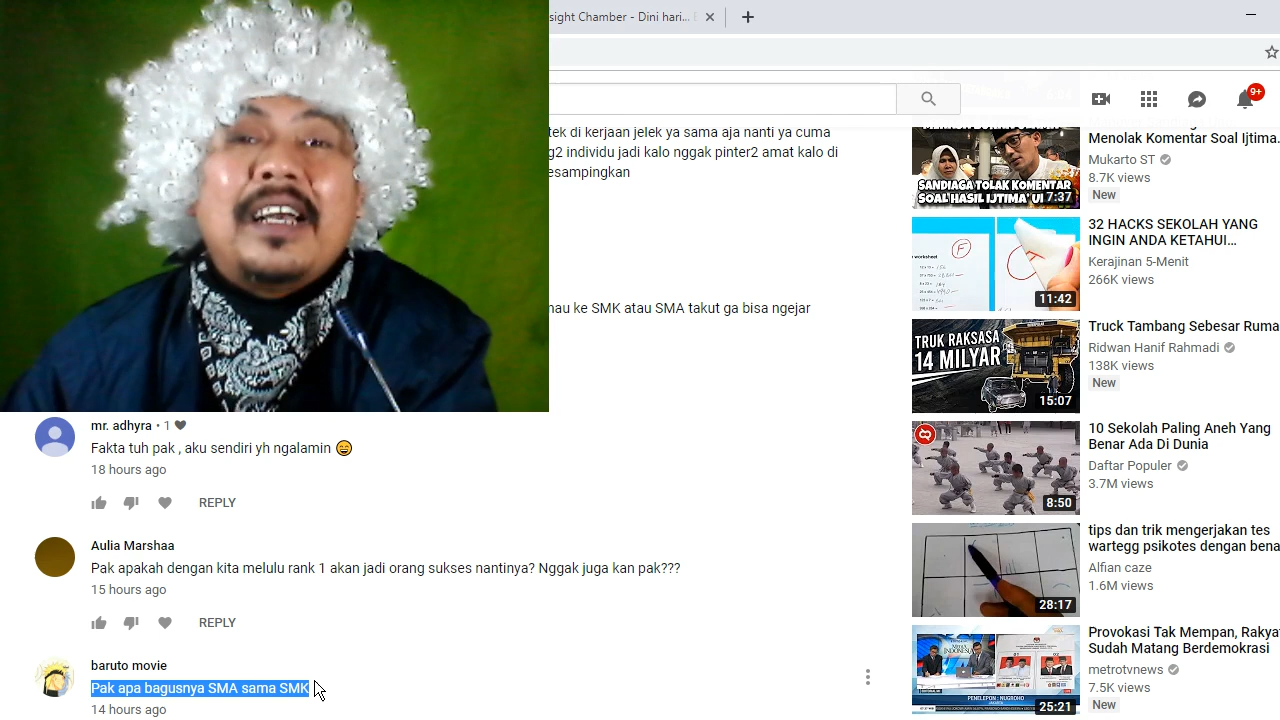 sight Chamber - Dini hari...
9+
tek di kerjaan jelek ya sama aja nanti ya cuma
g2 individu jadi kalo nggak pinter2 amat kalo di
esampingkan
nau ke SMK atau SMA takut ga bisa ngejar
mr. adhyra • 1
Fakta tuh pak , aku sendiri yh ngalamin 😄
18 hours ago
REPLY
Aulia Marshaa
Pak apakah dengan kita melulu rank 1 akan jadi orang sukses nantinya? Nggak juga kan pak???
15 hours ago
REPLY
baruto movie
Pak apa bagusnya SMA sama SMK
14 hours ago
SANDIAGA TOLAK KOMENTAR
SOAL HASIL IJTIMA'
7:37
Menolak Komentar Soal Ijtima.
Mukarto ST
8.7K views
New
worksheet
F
11:42
32 HACKS SEKOLAH YANG
INGIN ANDA KETAHUI...
Kerajinan 5-Menit
266K views
TRUK RAKSASA
14 MILYAR
15:07
Truck Tambang Sebesar Ruma
Ridwan Hanif Rahmadi
138K views
New
8:50
10 Sekolah Paling Aneh Yang
Benar Ada Di Dunia
Daftar Populer
3.7M views
28:17
tips dan trik mengerjakan tes
wartegg psikotes dengan bena
Alfian caze
1.6M views
PENELEPON : NUGROHO
25:21
Provokasi Tak Mempan, Rakya
Sudah Matang Berdemokrasi
metrotvnews
7.5K views
New